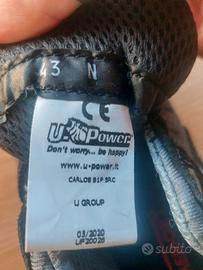 43 N
CE
U-Power
Don't worry... be happy!
www.u-power.it
CARLOS S1P SRC
U GROUP
03/2020
UP20026
subito